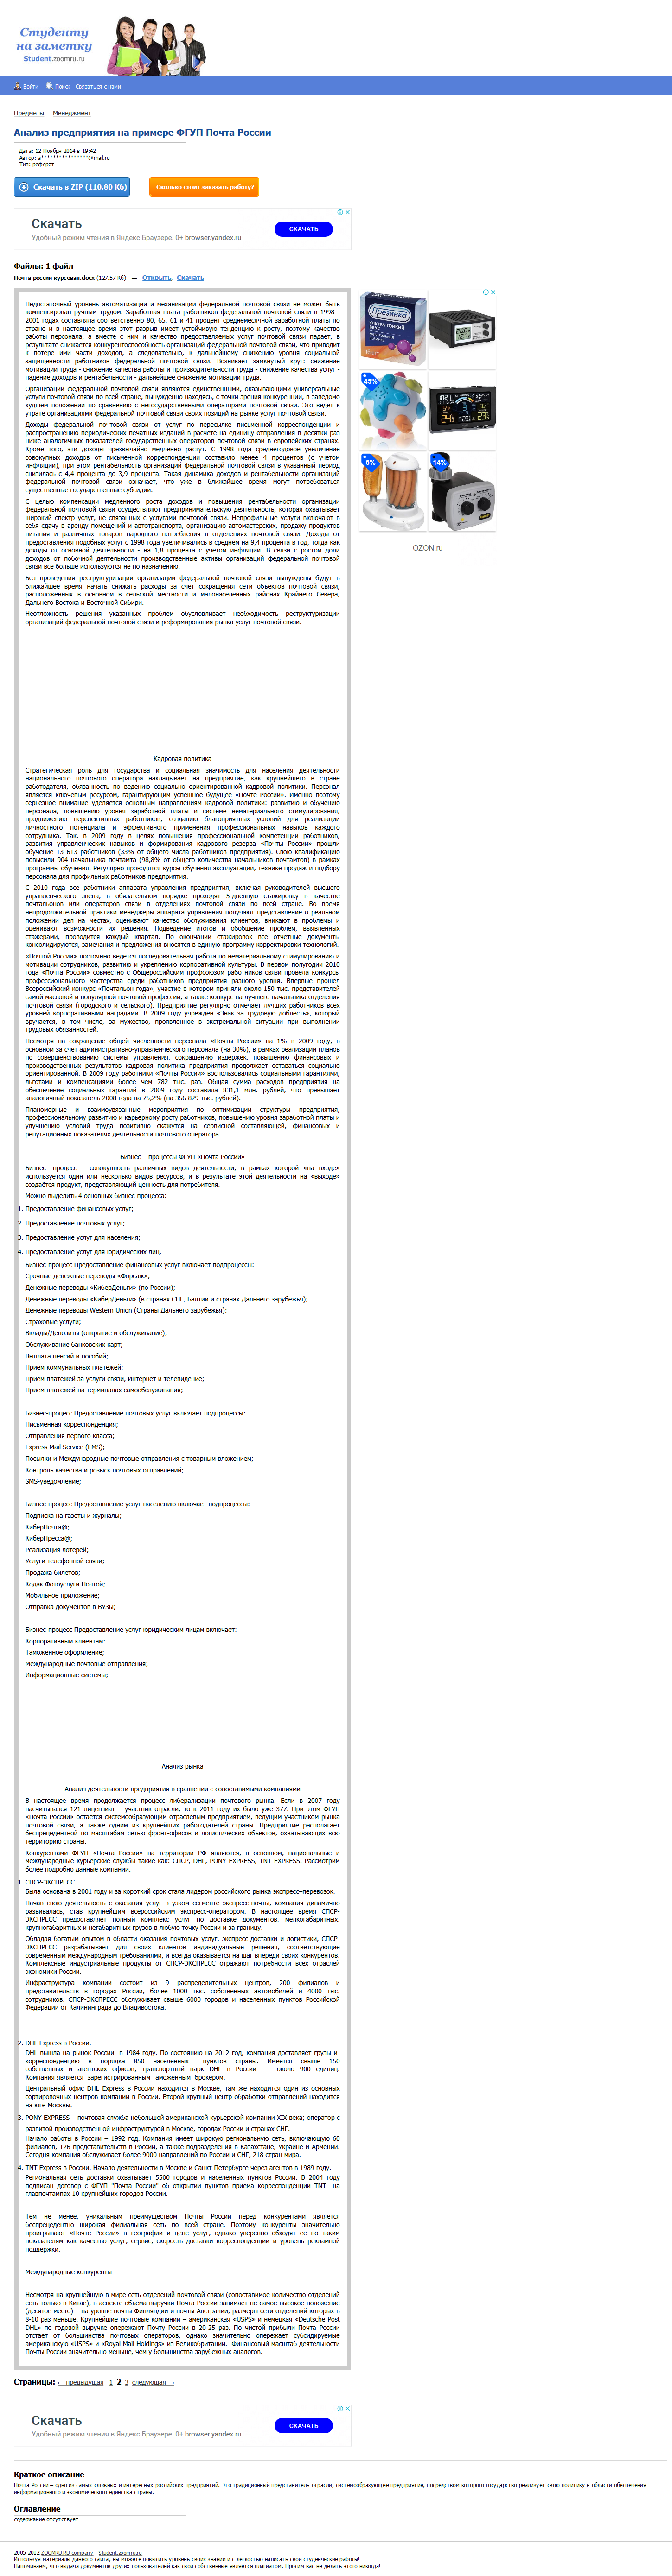 Студенту
на заметку
Student.zoomru.ru
Войти Поиск Связаться с нами
Предметы — Менеджмент
Анализ предприятия на примере ФГУП Почта России
Дата: 12 Ноября 2014 в 19:42
Автор: a****************@mail.ru
Тип: реферат
Скачать в ZIP (110.80 Кб)
Сколько стоит заказать работу?
Скачать
Удобный режим чтения в Яндекс Браузере. 0+ browser.yandex.ru
СКАЧАТЬ
Файлы: 1 файл
Почта россии курсовая.docx (127.57 Кб) — Открыть, Скачать
Недостаточный уровень автоматизации и механизации федеральной почтовой связи не может быть
компенсирован ручным трудом. Заработная плата работников федеральной почтовой связи в 1998 -
2001 годах составляла соответственно 80, 65, 61 и 41 процент среднемесячной заработной платы по
стране и в настоящее время этот разрыв имеет устойчивую тенденцию к росту, поэтому качество
работы персонала, а вместе с ним и качество предоставляемых услуг почтовой связи падает, в
результате снижается конкурентоспособность организаций федеральной почтовой связи, что приводит
к потере ими части доходов, а следовательно, к дальнейшему снижению уровня социальной
защищенности работников федеральной почтовой связи. Возникает замкнутый круг: снижение
мотивации труда - снижение качества работы - падение производительности труда - снижение качества услуг -
падение доходов и рентабельности - дальнейшее снижение мотивации труда.
Организации федеральной почтовой связи являются единственными, оказывающими универсальные
услуги почтовой связи по всей стране, вынужденно находясь, с точки зрения конкуренции, в заведомо
худшем положении по сравнению с негосударственными операторами почтовой связи. Это ведет к
утрате организациями федеральной почтовой связи своих позиций на рынке услуг почтовой связи.
Доходы федеральной почтовой связи от услуг по пересылке письменной корреспонденции и
распространению периодических печатных изданий в расчете на единицу отправления в десятки раз
ниже аналогичных показателей государственных операторов почтовой связи в европейских странах.
Кроме того, эти доходы чрезвычайно медленно растут. С 1998 года среднегодовое увеличение
совокупных доходов от письменной корреспонденции составило менее 4 процентов (с учетом
инфляции), при этом рентабельность организаций федеральной почтовой связи в указанный период
снизилась с 4,4 процента до 3,9 процента. Такая динамика доходов и рентабельности организаций
федеральной почтовой связи означает, что уже в ближайшее время могут потребоваться
существенные государственные субсидии.
С целью компенсации медленного роста доходов и повышения рентабельности организации
федеральной почтовой связи осуществляют предпринимательскую деятельность, которая охватывает
широкий спектр услуг, не связанных с услугами почтовой связи. Непрофильные услуги включают в
себя сдачу в аренду помещений и автотранспорта, организацию автомастерских, продажу продуктов
питания и различных товаров народного потребления в отделениях почтовой связи. Доходы от
предоставления подобных услуг с 1998 года увеличивались в среднем на 9,4 процента в год, тогда как
доходы от основной деятельности - на 1,8 процента с учетом инфляции. В связи с ростом доли
доходов от побочной деятельности производственные активы организаций федеральной почтовой
связи все больше используются не по назначению.
Без проведения реструктуризации организации федеральной почтовой связи вынуждены будут в
ближайшее время начать снижать расходы за счет сокращения сети объектов почтовой связи,
расположенных в основном в сельской местности и малонаселенных районах Крайнего Севера,
Дальнего Востока и Восточной Сибири.
Неотложность решения указанных проблем обусловливает необходимость реструктуризации
организаций федеральной почтовой связи и реформирования рынка услуг почтовой связи.
Кадровая политика
Стратегическая роль для государства и социальная значимость для населения деятельности
национального почтового оператора накладывает на предприятие, как крупнейшего в стране
работодателя, обязанность по ведению социально ориентированной кадровой политики. Персонал
является ключевым ресурсом, гарантирующим успешное будущее «Почте России». Именно поэтому
серьезное внимание уделяется основным направлениям кадровой политики: развитию и обучению
персонала, повышению уровня заработной платы и системе нематериального стимулирования,
продвижению перспективных работников, созданию благоприятных условий для реализации
личностного потенциала и эффективного применения профессиональных навыков каждого
сотрудника. Так, в 2009 году в целях повышения профессиональной компетенции работников,
развития управленческих навыков и формирования кадрового резерва «Почты России» прошли
обучение 13 613 работников (33% от общего числа работников предприятия). Свою квалификацию
повысили 904 начальника почтамта (98,8% от общего количества начальников почтамтов) в рамках
программы обучения. Регулярно проводятся курсы обучения эксплуатации, технике продаж и подбору
персонала для профильных работников предприятия.
С 2010 года все работники аппарата управления предприятия, включая руководителей высшего
управленческого звена, в обязательном порядке проходят 5-дневную стажировку в качестве
почтальонов или операторов связи в отделениях почтовой связи по всей стране. Во время
непродолжительной практики менеджеры аппарата управления получают представление о реальном
положении дел на местах, оценивают качество обслуживания клиентов, вникают в проблемы и
оценивают возможности их решения. Подведение итогов и обобщение проблем, выявленных
стажерами, проводится каждый квартал. По окончании стажировок все отчетные документы
консолидируются, замечания и предложения вносятся в единую программу корректировки технологий.
«Почтой России» постоянно ведется последовательная работа по нематериальному стимулированию и
мотивации сотрудников, развитию и укреплению корпоративной культуры. В первом полугодии 2010
года «Почта России» совместно с Общероссийским профсоюзом работников связи провела конкурсы
профессионального мастерства среди работников предприятия разного уровня. Впервые прошел
Всероссийский конкурс «Почтальон года», участие в котором приняли около 150 тыс. представителей
самой массовой и популярной почтовой профессии, а также конкурс на лучшего начальника отделения
почтовой связи (городского и сельского). Предприятие регулярно отмечает лучших работников всех
уровней корпоративными наградами. В 2009 году учрежден «Знак за трудовую доблесть», который
вручается, в том числе, за мужество, проявленное в экстремальной ситуации при выполнении
трудовых обязанностей.
Несмотря на сокращение общей численности персонала «Почты России» на 1% в 2009 году, в
основном за счет административно-управленческого персонала (на 30%), в рамках реализации планов
по совершенствованию системы управления, сокращению издержек, повышению финансовых и
производственных результатов кадровая политика предприятия продолжает оставаться социально
ориентированной. В 2009 году работники «Почты России» воспользовались социальными гарантиями,
льготами и компенсациями более чем 782 тыс. раз. Общая сумма расходов предприятия на
обеспечение социальных гарантий в 2009 году составила 831,1 млн. рублей, что превышает
аналогичный показатель 2008 года на 75,2% (на 356 829 тыс. рублей).
Планомерные и взаимоувязанные мероприятия по оптимизации структуры предприятия,
профессиональному развитию и карьерному росту работников, повышению уровня заработной платы и
улучшению условий труда позитивно скажутся на сервисной составляющей, финансовых и
репутационных показателях деятельности почтового оператора.
Бизнес – процессы ФГУП «Почта России»
Бизнес -процесс – совокупность различных видов деятельности, в рамках которой «на входе»
используется один или несколько видов ресурсов, и в результате этой деятельности на «выходе»
создаётся продукт, представляющий ценность для потребителя.
Можно выделить 4 основных бизнес-процесса:
1. Предоставление финансовых услуг;
2. Предоставление почтовых услуг;
3. Предоставление услуг для населения;
4. Предоставление услуг для юридических лиц.
Бизнес-процесс Предоставление финансовых услуг включает подпроцессы:
Срочные денежные переводы «Форсаж»;
Денежные переводы «КиберДеньги» (по России);
Денежные переводы «КиберДеньги» (в странах СНГ, Балтии и странах Дальнего зарубежья);
Денежные переводы Western Union (Страны Дальнего зарубежья);
Страховые услуги;
Вклады/Депозиты (открытие и обслуживание);
Обслуживание банковских карт;
Выплата пенсий и пособий;
Прием коммунальных платежей;
Прием платежей за услуги связи, Интернет и телевидение;
Прием платежей на терминалах самообслуживания;
Бизнес-процесс Предоставление почтовых услуг включает подпроцессы:
Письменная корреспонденция;
Отправления первого класса;
Express Mail Service (EMS);
Посылки и Международные почтовые отправления с товарным вложением;
Контроль качества и розыск почтовых отправлений;
SMS-уведомление;
Бизнес-процесс Предоставление услуг населению включает подпроцессы:
Подписка на газеты и журналы;
КиберПочта@;
КиберПресса@;
Реализация лотерей;
Услуги телефонной связи;
Продажа билетов;
Кодак Фотоуслуги Почтой;
Мобильное приложение;
Отправка документов в ВУЗы;
Бизнес-процесс Предоставление услуг юридическим лицам включает:
Корпоративным клиентам:
Таможенное оформление;
Международные почтовые отправления;
Информационные системы;
Анализ рынка
Анализ деятельности предприятия в сравнении с сопоставимыми компаниями
В настоящее время продолжается процесс либерализации почтового рынка. Если в 2007 году
насчитывался 121 лицензиат – участник отрасли, то к 2011 году их было уже 377. При этом ФГУП
«Почта России» остается системообразующим отраслевым предприятием, ведущим участником рынка
почтовой связи, а также одним из крупнейших работодателей страны. Предприятие располагает
беспрецедентной по масштабам сетью фронт-офисов и логистических объектов, охватывающих всю
территорию страны.
Конкурентами ФГУП «Почта России» на территории РФ являются, в основном, национальные и
международные курьерские службы такие как: СПСР, DHL, PONY EXPRESS, TNT EXPRESS. Рассмотрим
более подробно данные компании.
1. СПСР-ЭКСПРЕСС.
Была основана в 2001 году и за короткий срок стала лидером российского рынка экспресс–перевозок.
Начав свою деятельность с оказания услуг в узком сегменте экспресс-почты, компания динамично
развивалась, став крупнейшим всероссийским экспресс-оператором. В настоящее время СПСР-
ЭКСПРЕСС предоставляет полный комплекс услуг по доставке документов, мелкогабаритных,
крупногабаритных и негабаритных грузов в любую точку России и за границу.
Обладая богатым опытом в области оказания почтовых услуг, экспресс-доставки и логистики, СПСР-
ЭКСПРЕСС разрабатывает для своих клиентов индивидуальные решения, соответствующие
современным международным требованиями, и всегда оказывается на шаг впереди своих конкурентов.
Комплексные индустриальные продукты от СПСР-ЭКСПРЕСС отражают потребности всех отраслей
экономики России.
Инфраструктура компании состоит из 9 распределительных центров, 200 филиалов и
представительств в городах России, более 1000 тыс. собственных автомобилей и 4000 тыс.
сотрудников. СПСР-ЭКСПРЕСС обслуживает свыше 6000 городов и населенных пунктов Российской
Федерации от Калининграда до Владивостока.
2. DHL Express в России.
DHL вышла на рынок России в 1984 году. По состоянию на 2012 год, компания доставляет грузы и
корреспонденцию в порядка 850 населённых пунктов страны. Имеется свыше 150
собственных и агентских офисов; транспортный парк DHL в России — около 900 единиц.
Компания является зарегистрированным таможенным брокером.
Центральный офис DHL Express в России находится в Москве, там же находится один из основных
сортировочных центров компании в России. Второй крупный центр обработки отправлений находится
на юге Москвы.
3. PONY EXPRESS – почтовая служба небольшой американской курьерской компании XIX века; оператор с
развитой производственной инфраструктурой в Москве, городах России и странах СНГ.
Начало работы в России – 1992 год. Компания имеет широкую региональную сеть, включающую 60
филиалов, 126 представительств в России, а также подразделения в Казахстане, Украине и Армении.
Сегодня компания обслуживает более 9000 направлений по России и СНГ, 218 стран мира.
4. TNT Express в России. Начало деятельности в Москве и Санкт-Петербурге через агентов в 1989 году.
Региональная сеть доставки охватывает 5500 городов и населенных пунктов России. В 2004 году
подписан договор с ФГУП "Почта России" об открытии пунктов приема корреспонденции TNT на
главпочтампах 10 крупнейших городов России.
Тем не менее, уникальным преимуществом Почты России перед конкурентами является
беспрецедентно широкая филиальная сеть по всей стране. Поэтому конкуренты значительно
проигрывают «Почте России» в географии и цене услуг, однако уверенно обходят ее по таким
показателям как качество услуг, сервис, скорость доставки корреспонденции и уровень рекламной
поддержки.
Международные конкуренты
Несмотря на крупнейшую в мире сеть отделений почтовой связи (сопоставимое количество отделений
есть только в Китае), в аспекте объема выручки Почта России занимает не самое высокое положение
(десятое место) – на уровне почты Финляндии и почты Австралии, размеры сети отделений которых в
8-10 раз меньше. Крупнейшие почтовые компании – американская «USPS» и немецкая «Deutsche Post
DHL» по годовой выручке опережают Почту России в 20-25 раз. По чистой прибыли Почта России
отстает от большинства почтовых операторов, однако значительно опережает субсидируемые
американскую «USPS» и «Royal Mail Holdings» из Великобритании. Финансовый масштаб деятельности
Почты России значительно меньше, чем у большинства зарубежных аналогов.
Презинка
УЛЬТРА ТОНКИЙ
45%
5%
14%
OZON.ru
Страницы: ← предыдущая 1 2 3 следующая →
Скачать
Удобный режим чтения в Яндекс Браузере. 0+ browser.yandex.ru
СКАЧАТЬ
Краткое описание
Почта России – одно из самых сложных и интересных российских предприятий. Это традиционный представитель отрасли, системообразующее предприятие, посредством которого государство реализует свою политику в области обеспечения
информационного и экономического единства страны.
Оглавление
содержание отсутствует
2005-2012 ZOOMRU.RU company - Student.zoomru.ru
Используя материалы данного сайта, вы можете повысить уровень своих знаний и с легкостью написать свои студенческие работы!
Напоминаем, что выдача документов других пользователей как свои собственные является плагиатом. Просим вас не делать этого никогда!